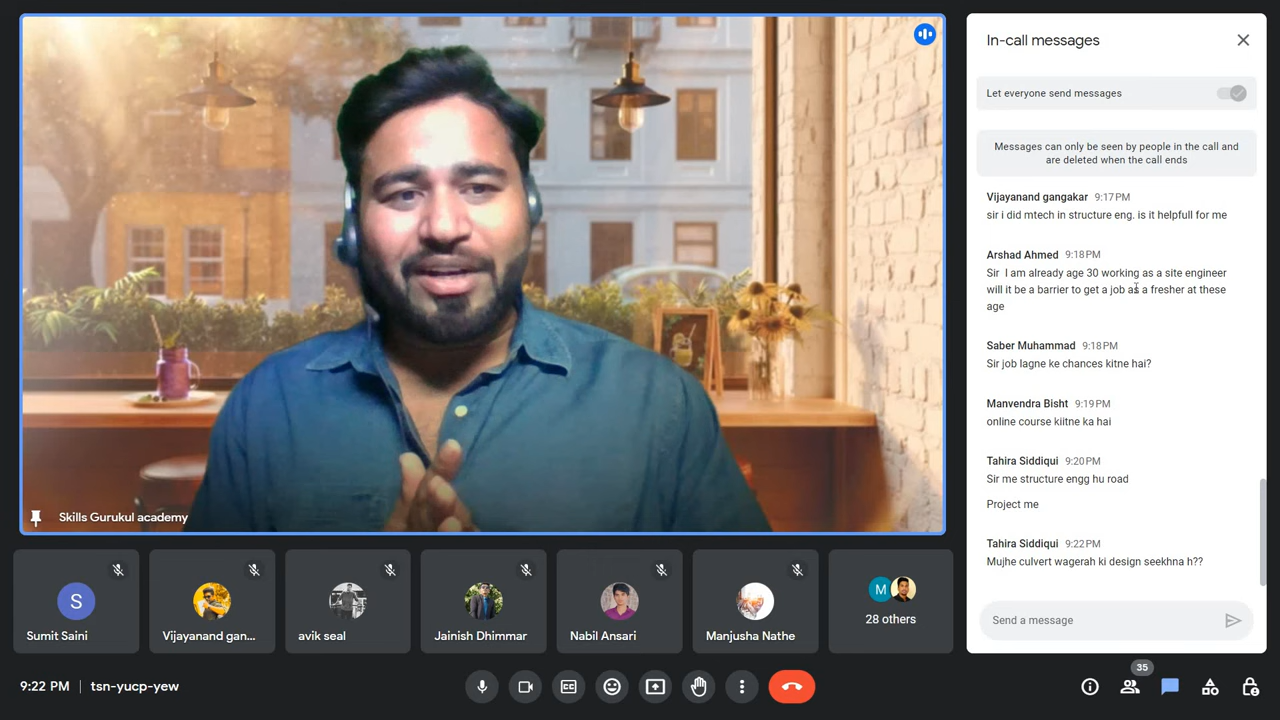 In-call messages
Let everyone send messages
Messages can only be seen by people in the call and
are deleted when the call ends
Vijayanand gangakar 9:17 PM
sir i did mtech in structure eng. is it helpfull for me
Arshad Ahmed 9:18 PM
Sir I am already age 30 working as a site engineer
will it be a barrier to get a job as a fresher at these
age
Saber Muhammad 9:18 PM
Sir job lagne ke chances kitne hai?
Manvendra Bisht 9:19 PM
online course kiitne ka hai
Tahira Siddiqui 9:20 PM
Sir me structure engg hu road
Project me
Tahira Siddiqui 9:22 PM
Mujhe culvert wagerah ki design seekhna h??
Send a message
Skills Gurukul academy
S
Sumit Saini
Vijayanand gan...
avik seal
Jainish Dhimmar
Nabil Ansari
Manjusha Nathe
M
28 others
9:22 PM | tsn-yucp-yew
CC
35